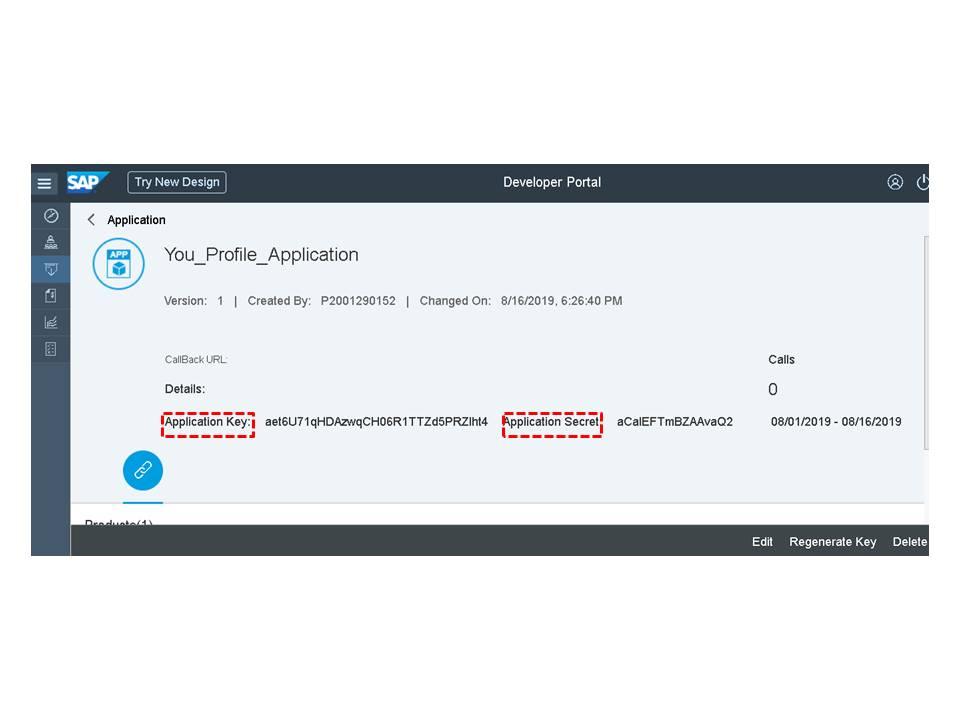 SAP Try New Design Developer Portal
Application
APP
You_Profile_Application
Version: 1 | Created By: P2001290152 | Changed On: 8/16/2019, 6:26:40 PM
CallBack URL: Calls
Details: 0
Application Key: aet6U71qHDAzwqCH06R1TTZd5PRZlht4 Application Secret: aCalEFTmBZAAvaQ2 08/01/2019 - 08/16/2019
Products(1)
Edit Regenerate Key Delete